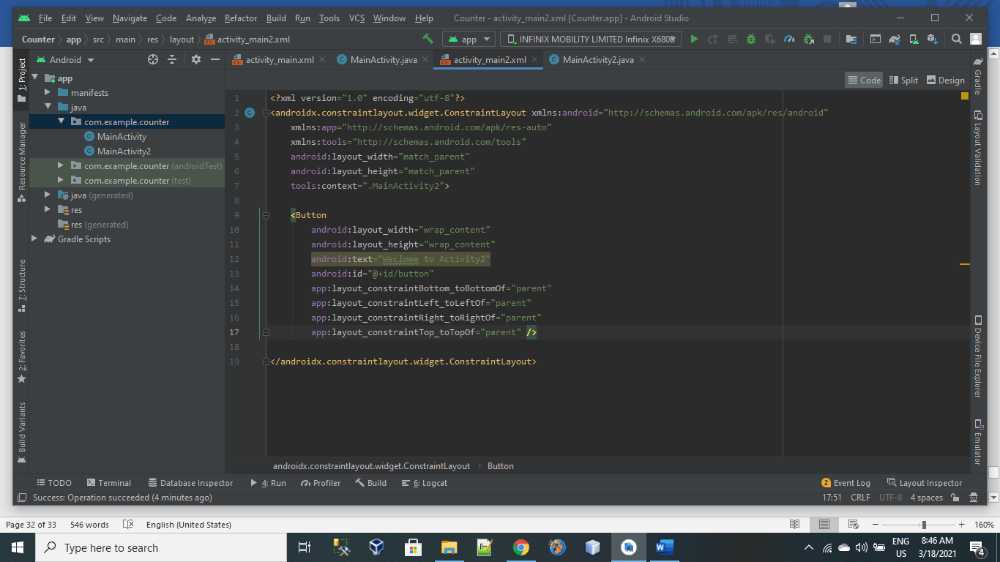 File Edit View Navigate Code Analyze Refactor Build Run Tools VCS Window Help Counter - activity_main2.xml [Counter.app] - Android Studio
Counter app src main res layout activity_main2.xml app INFINIX MOBILITY LIMITED Infinix X680B
1: Project
Resource Manager
7: Structure
2: Favorites
Build Variants
Android
app
manifests
java
com.example.counter
MainActivity
MainActivity2
com.example.counter (androidTest)
com.example.counter (test)
java (generated)
res
res (generated)
Gradle Scripts
activity_main.xml MainActivity.java activity_main2.xml MainActivity2.java
Code Split Design
1 <?xml version="1.0" encoding="utf-8"?>
2 <androidx.constraintlayout.widget.ConstraintLayout xmlns:android="http://schemas.android.com/apk/res/android"
3 xmlns:app="http://schemas.android.com/apk/res-auto"
4 xmlns:tools="http://schemas.android.com/tools"
5 android:layout_width="match_parent"
6 android:layout_height="match_parent"
7 tools:context=".MainActivity2">
8
9 <Button
10 android:layout_width="wrap_content"
11 android:layout_height="wrap_content"
12 android:text="Weclome to Activity2"
13 android:id="@+id/button"
14 app:layout_constraintBottom_toBottomOf="parent"
15 app:layout_constraintLeft_toLeftOf="parent"
16 app:layout_constraintRight_toRightOf="parent"
17 app:layout_constraintTop_toTopOf="parent" />
18
19 </androidx.constraintlayout.widget.ConstraintLayout>
androidx.constraintlayout.widget.ConstraintLayout Button
Gradle
Layout Validation
Device File Explorer
Emulator
TODO Terminal Database Inspector 4: Run Profiler Build 6: Logcat 2 Event Log Layout Inspector
Success: Operation succeeded (4 minutes ago) 17:51 CRLF UTF-8 4 spaces
Page 32 of 33 546 words English (United States) 160%
Type here to search
ENG
US
8:46 AM
3/18/2021
4